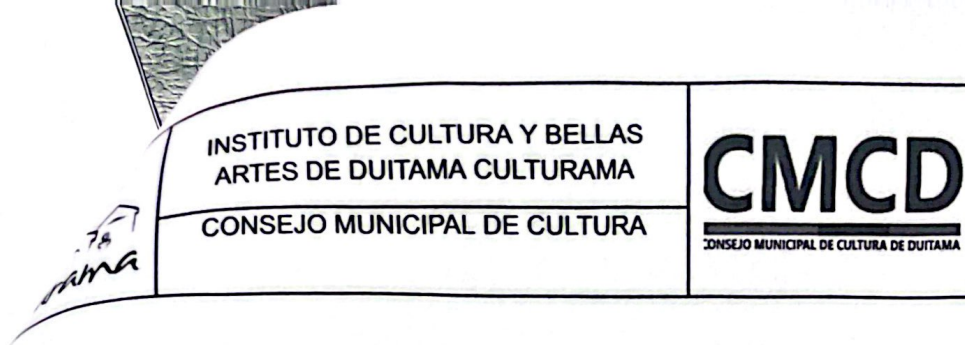 INSTITUTO DE CULTURA Y BELLAS
ARTES DE DUITAMA CULTURAMA
CONSEJO MUNICIPAL DE CULTURA
CMCD
CONSEJO MUNICIPAL DE CULTURA DE DUITAMA